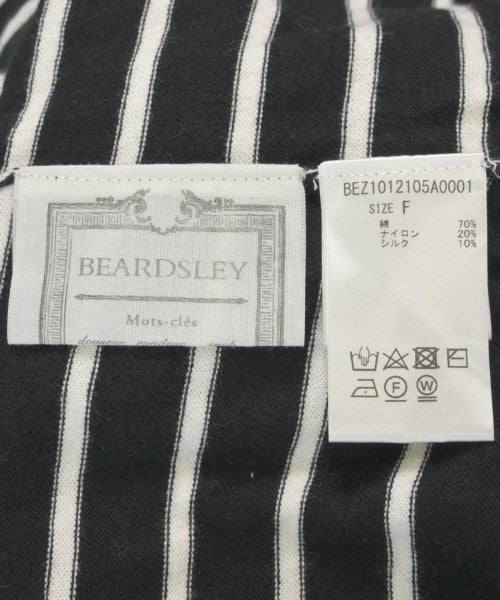 BEARDSLEY
Mots-clés
BEZ1012105A0001
SIZE F
綿 70%
ナイロン 20%
シルク 10%
F
W